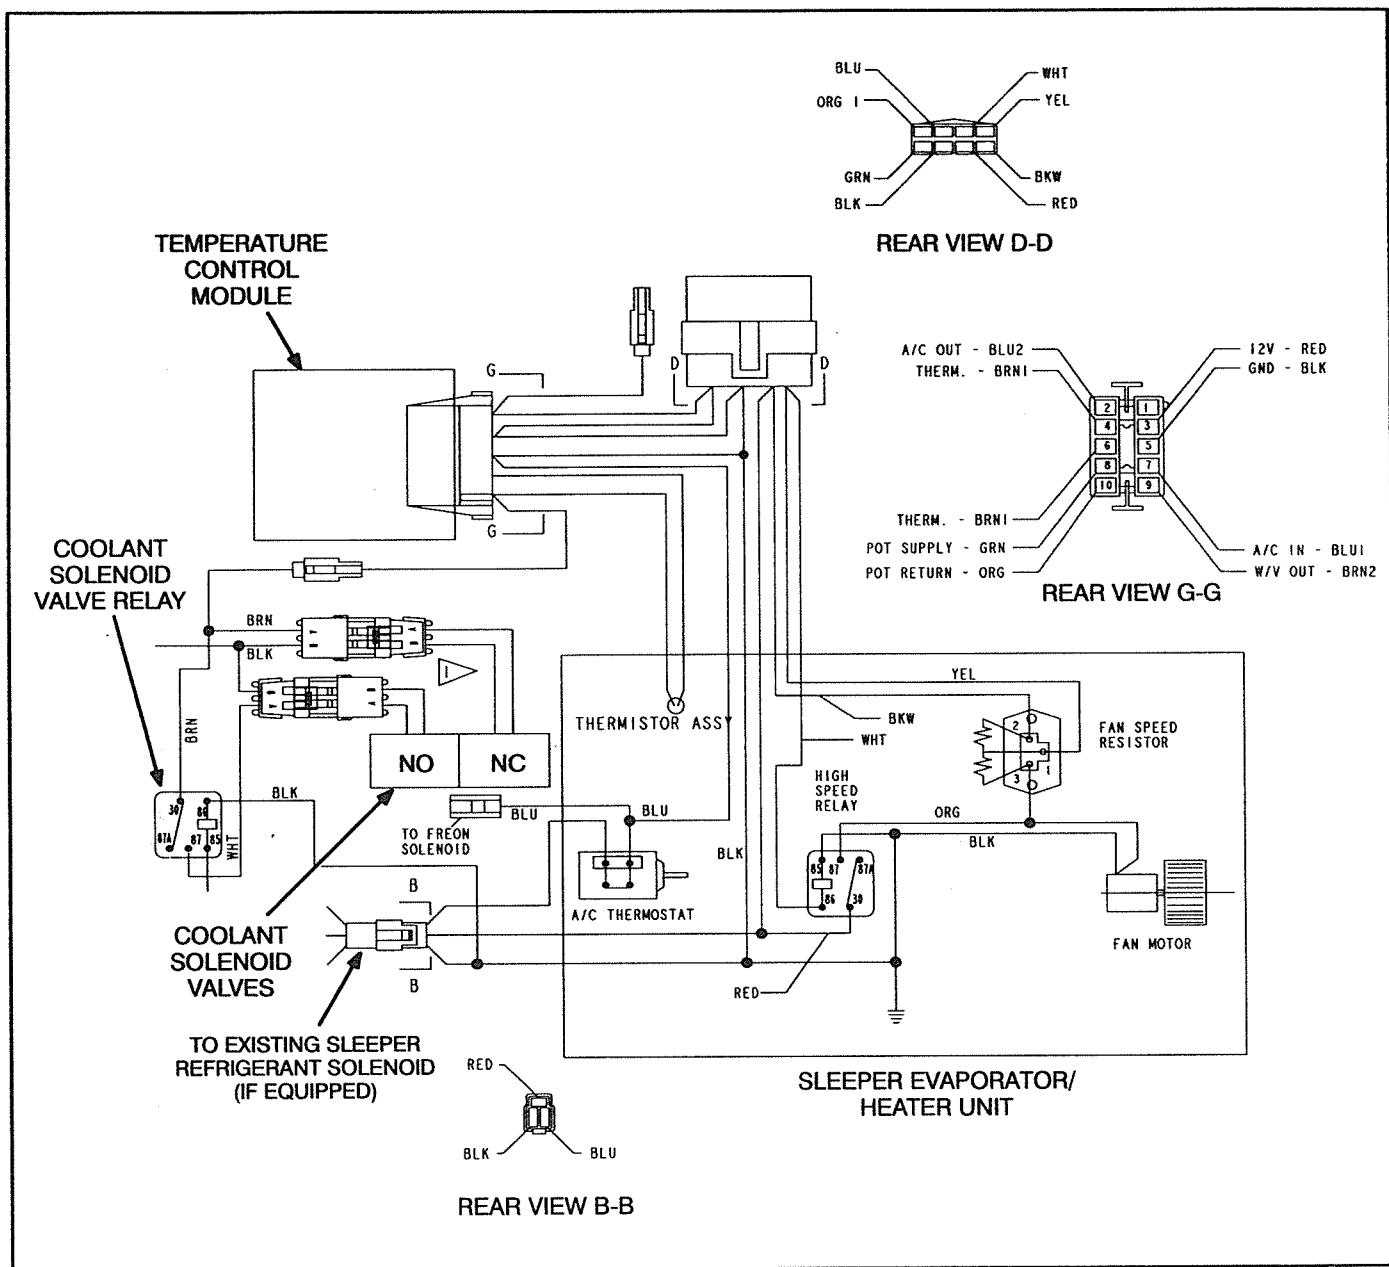 BLU
WHT
ORG 1
YEL
GRN
BKW
BLK
RED
REAR VIEW D-D
TEMPERATURE
CONTROL
MODULE
G
D
D
G
A/C OUT - BLU2
12V - RED
THERM. - BRN1
GND - BLK
2
1
4
3
6
5
8
7
10
9
THERM. - BRN1
POT SUPPLY - GRN
A/C IN - BLU1
POT RETURN - ORG
W/V OUT - BRN2
REAR VIEW G-G
COOLANT
SOLENOID
VALVE RELAY
BRN
BLK
BRN
NO
NC
THERMISTOR ASSY
YEL
BKW
WHT
FAN SPEED
RESISTOR
2
1
3
HIGH
SPEED
RELAY
BLK
30
86
87A
87
85
WHT
TO FREON
SOLENOID
BLU
BLU
BLK
ORG
BLK
85
87
87A
86
30
A/C THERMOSTAT
FAN MOTOR
B
B
COOLANT
SOLENOID
VALVES
RED
TO EXISTING SLEEPER
REFRIGERANT SOLENOID
(IF EQUIPPED)
SLEEPER EVAPORATOR/
HEATER UNIT
RED
BLK
BLU
REAR VIEW B-B